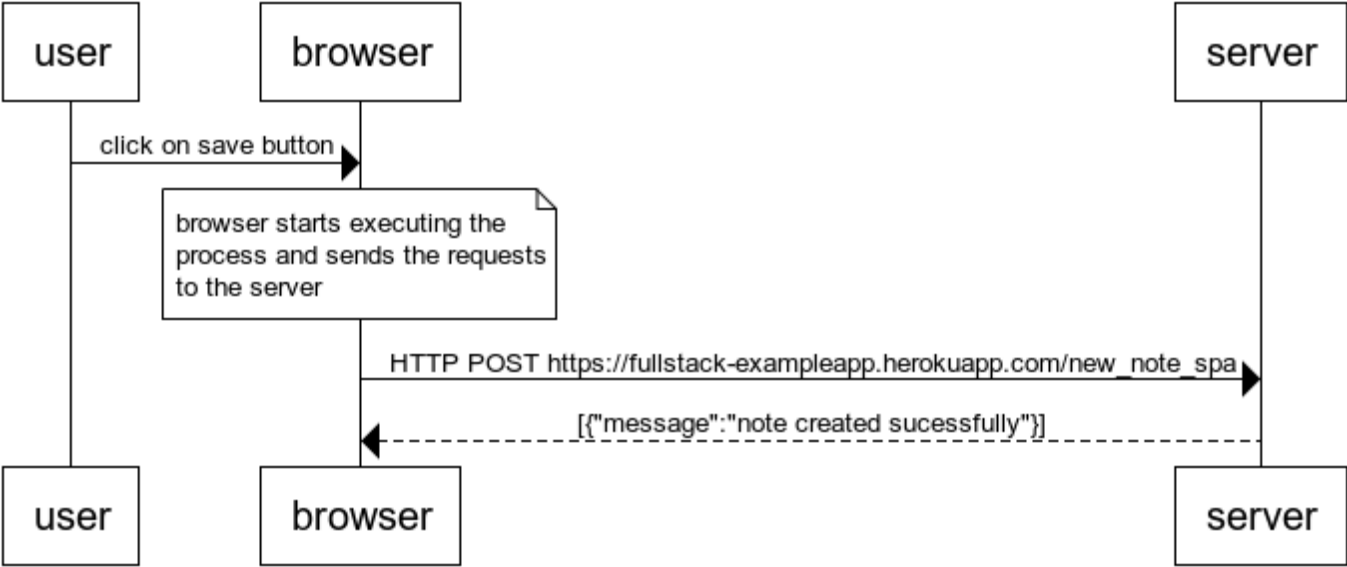 user
browser
server
click on save button
browser starts executing the
process and sends the requests
to the server
HTTP POST https://fullstack-exampleapp.herokuapp.com/new_note_spa
[{"message":"note created sucessfully"}]
user
browser
server